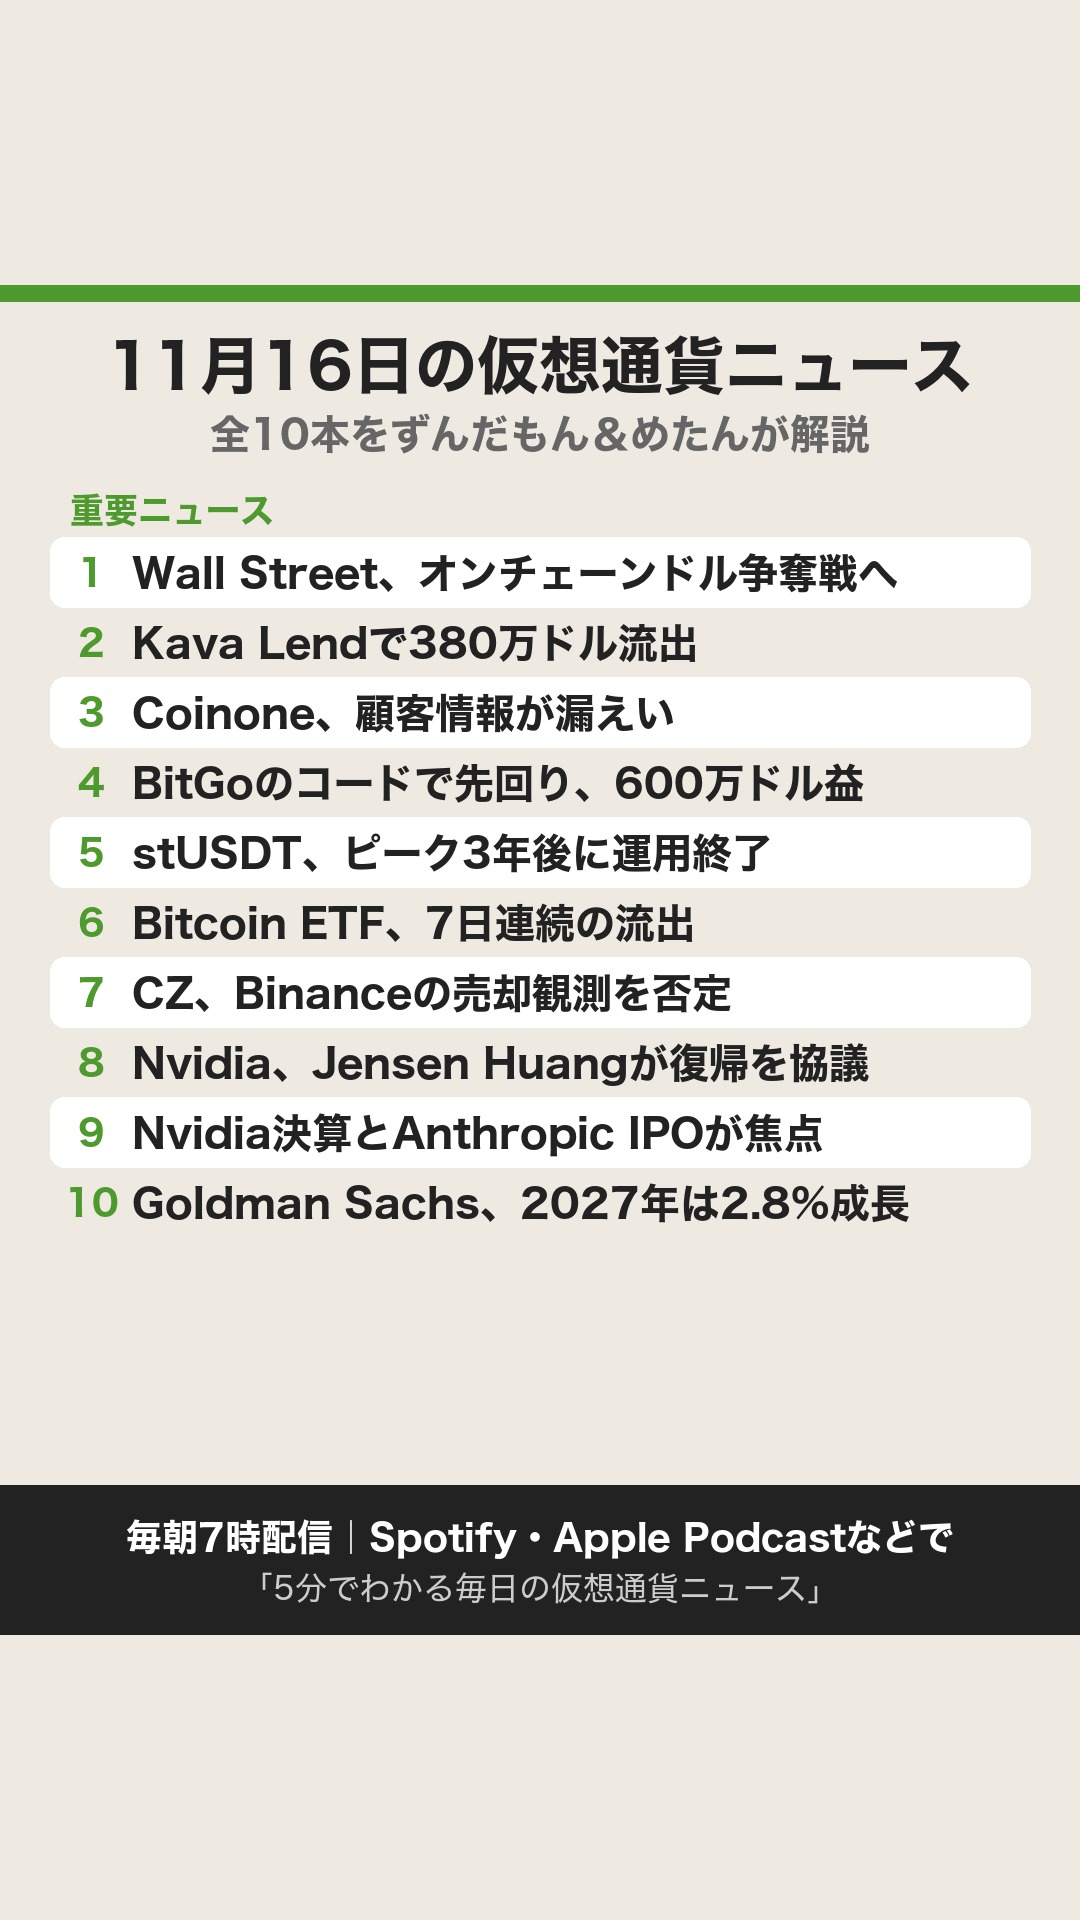 11月16日の仮想通貨ニュース
全10本をずんだもん＆めたんが解説
重要ニュース
1 Wall Street、オンチェーンドル争奪戦へ
2 Kava Lendで380万ドル流出
3 Coinone、顧客情報が漏えい
4 BitGoのコードで先回り、600万ドル益
5 stUSDT、ピーク3年後に運用終了
6 Bitcoin ETF、7日連続の流出
7 CZ、Binanceの売却観測を否定
8 Nvidia、Jensen Huangが復帰を協議
9 Nvidia決算とAnthropic IPOが焦点
10 Goldman Sachs、2027年は2.8%成長
毎朝7時配信｜Spotify・Apple Podcastなどで
「5分でわかる毎日の仮想通貨ニュース」